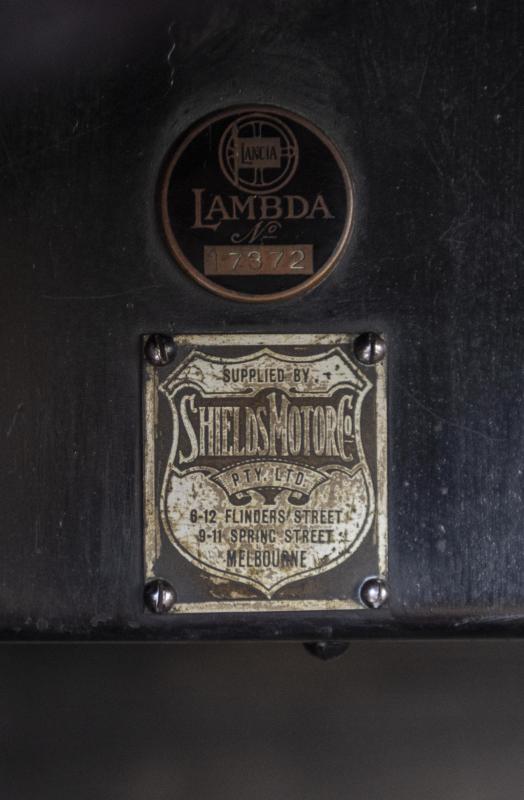 LANCIA
LAMBDA
No
17372
SUPPLIED BY
SHIELDS MOTOR Co
PTY. LTD.
6-12 FLINDERS STREET
9-11 SPRING STREET
MELBOURNE